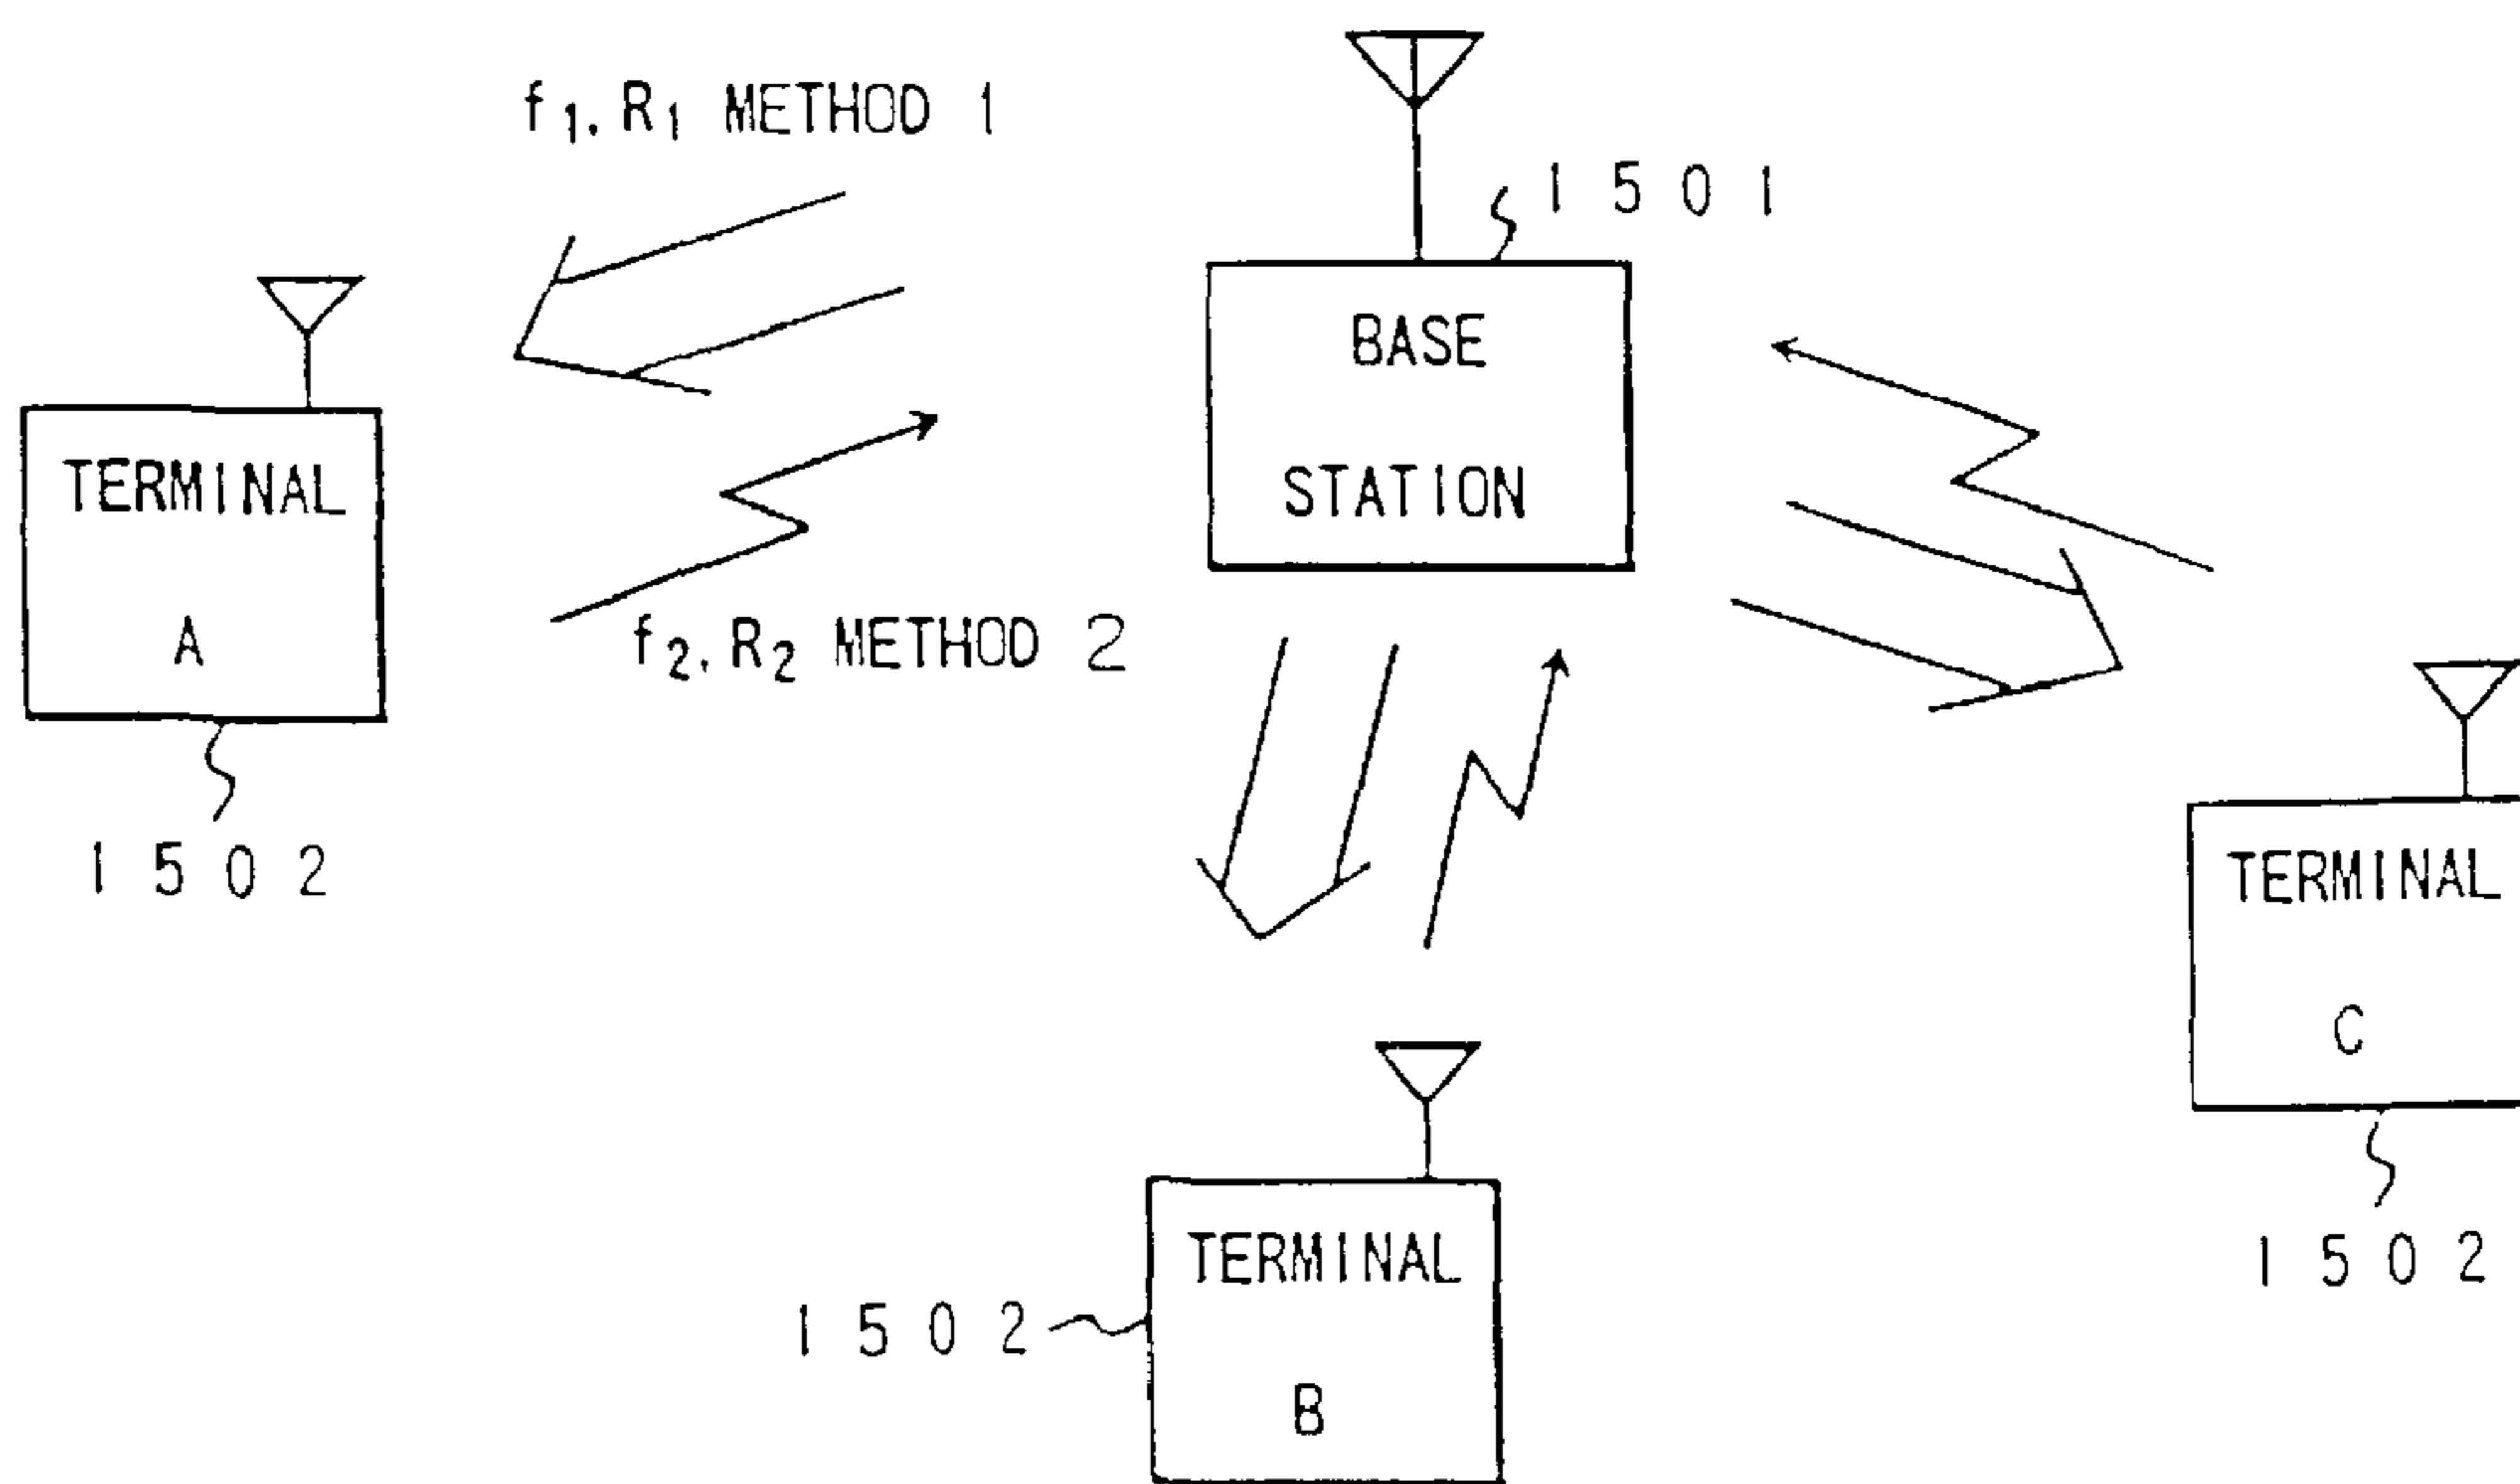 f₁, R₁ METHOD 1
1501
BASE
STATION
TERMINAL
A
f₂, R₂ METHOD 2
1502
TERMINAL
C
1502
TERMINAL
B
1502